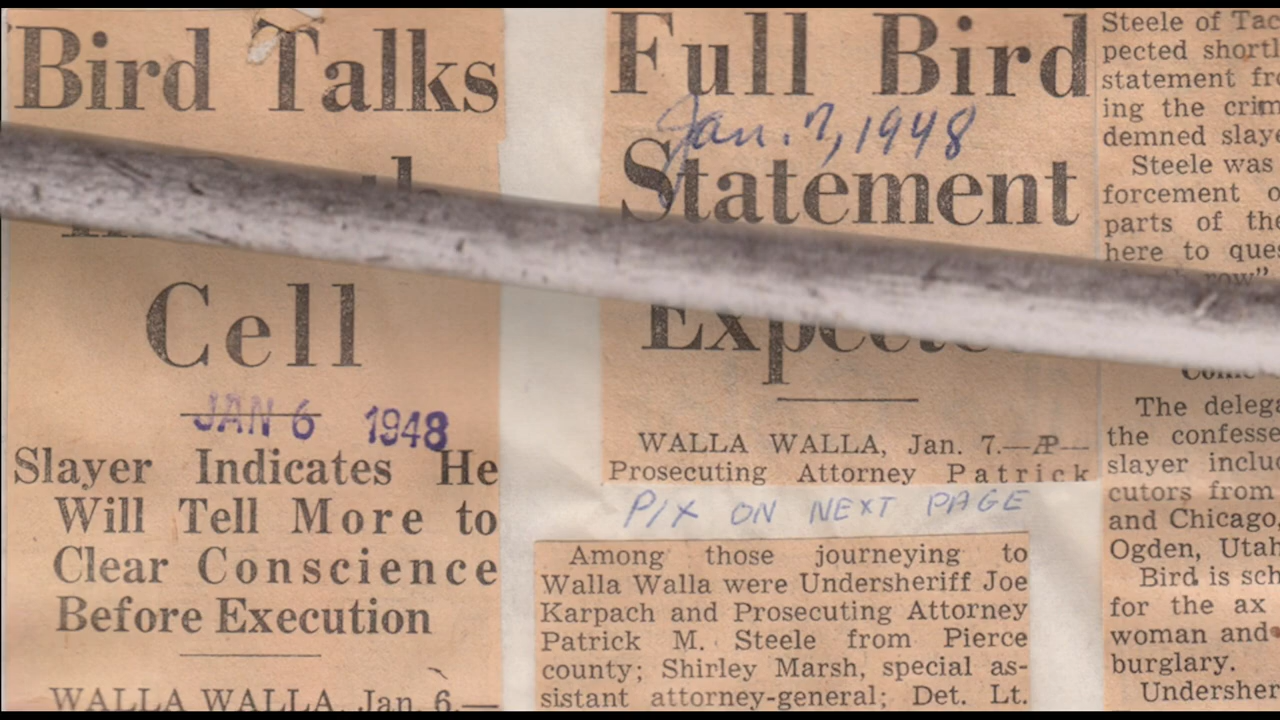 Bird Talks
Cell
JAN 6 1948
Slayer Indicates He
Will Tell More to
Clear Conscience
Before Execution
WALLA WALLA, Jan. 6.—
Full Bird
Jan. 7, 1948
Statement
WALLA WALLA, Jan. 7.—AP—
Prosecuting Attorney Patrick
PIX ON NEXT PAGE
Among those journeying to
Walla Walla were Undersheriff Joe
Karpach and Prosecuting Attorney
Patrick M. Steele from Pierce
county; Shirley Marsh, special as-
sistant attorney-general; Det. Lt.
Steele of Tac
pected shortl
statement fro
ing the crim
demned slaye
Steele was
forcement o
parts of the
here to ques
row"
The delega
the confesse
slayer inclu
cutors from
and Chicago,
Ogden, Utah
Bird is sch
for the ax
woman and
burglary.
Undersher